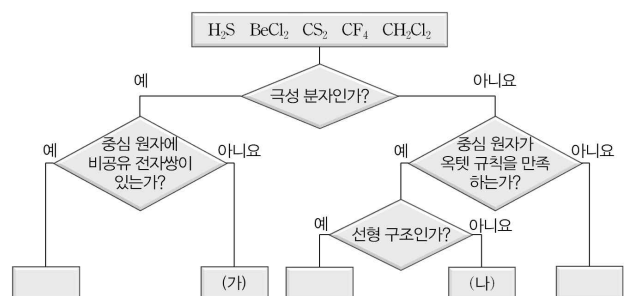 H₂S BeCl₂ CS₂ CF₄ CH₂Cl₂
예
아니요
극성 분자인가?
예
중심 원자에
비공유 전자쌍이
있는가?
아니요
예
중심 원자가
옥텟 규칙을 만족
하는가?
아니요
예
선형 구조인가?
아니요
(가)
(나)